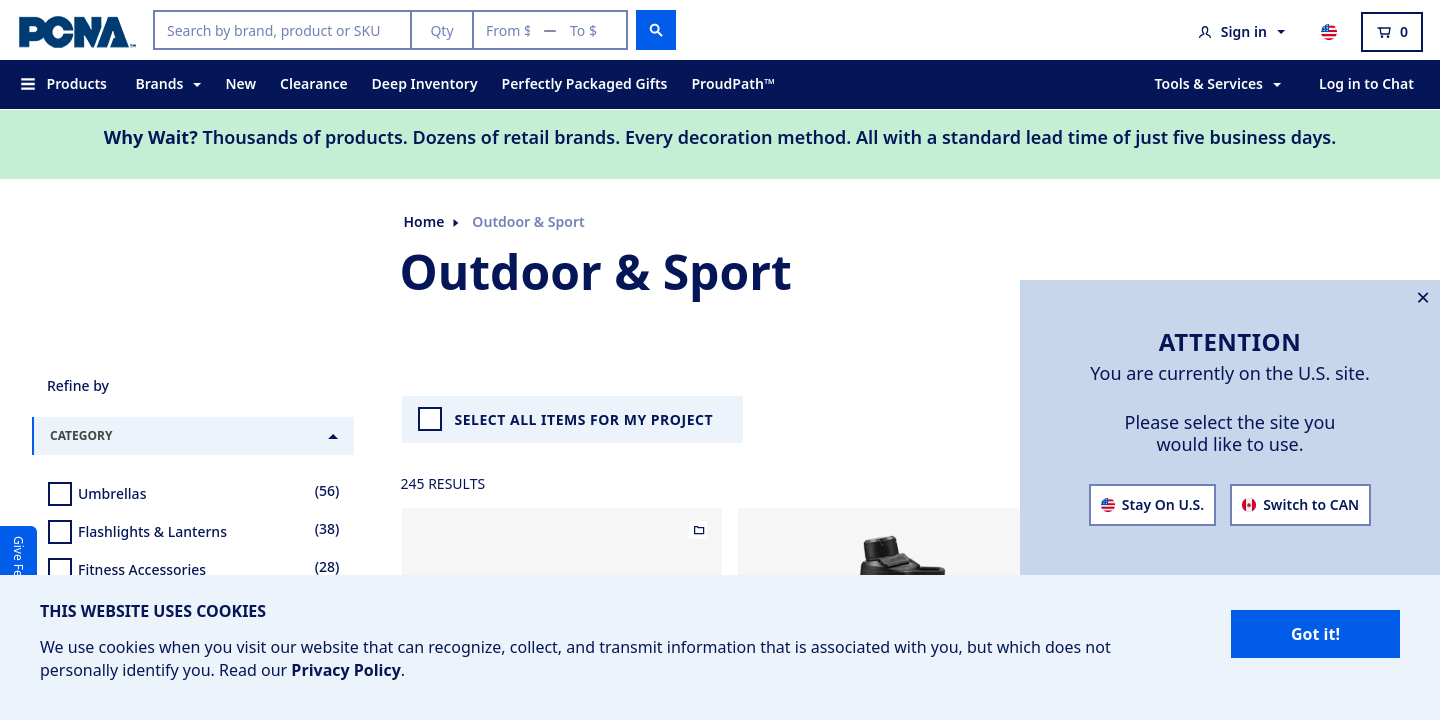 PCNA™
Search by brand, product or SKU
Qty
From $ — To $
Sign in
0
Products
Brands
New
Clearance
Deep Inventory
Perfectly Packaged Gifts
ProudPath™
Tools & Services
Log in to Chat
Why Wait? Thousands of products. Dozens of retail brands. Every decoration method. All with a standard lead time of just five business days.
Home
Outdoor & Sport
Outdoor & Sport
ATTENTION
You are currently on the U.S. site.
Please select the site you
would like to use.
Stay On U.S.
Switch to CAN
Refine by
CATEGORY
Umbrellas (56)
Flashlights & Lanterns (38)
Fitness Accessories (28)
Give
SELECT ALL ITEMS FOR MY PROJECT
245 RESULTS
THIS WEBSITE USES COOKIES
We use cookies when you visit our website that can recognize, collect, and transmit information that is associated with you, but which does not
personally identify you. Read our Privacy Policy.
Got it!